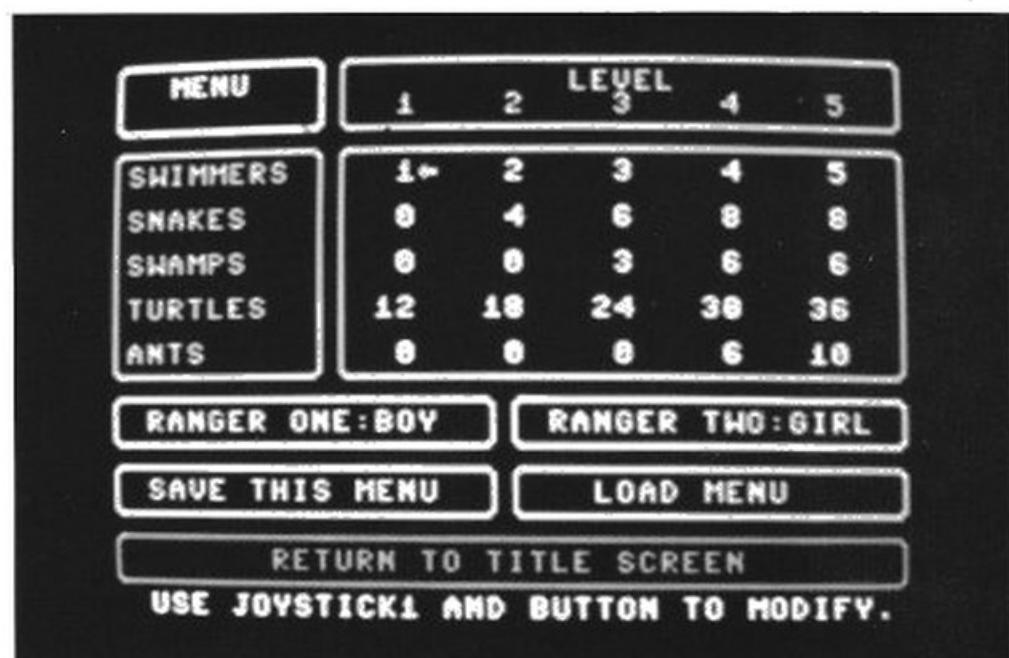 MENU
LEVEL
1 2 3 4 5
SWIMMERS 1← 2 3 4 5
SNAKES 0 4 6 8 8
SWAMPS 0 0 3 6 6
TURTLES 12 18 24 30 36
ANTS 0 0 0 6 10
RANGER ONE:BOY RANGER TWO:GIRL
SAVE THIS MENU LOAD MENU
RETURN TO TITLE SCREEN
USE JOYSTICK1 AND BUTTON TO MODIFY.